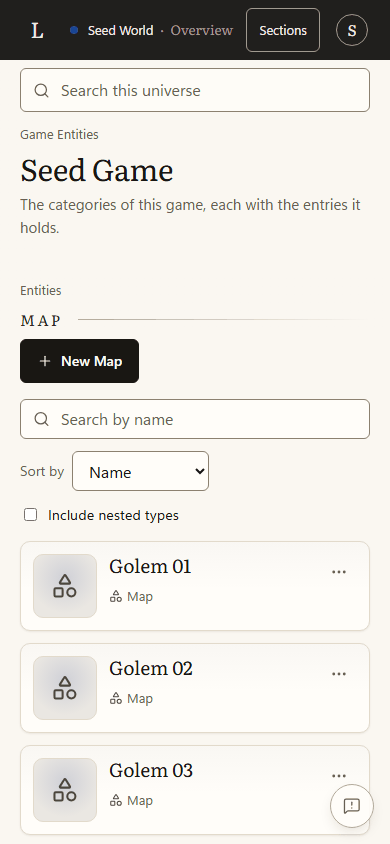 L
Seed World · Overview
Sections
S
Search this universe
Game Entities
Seed Game
The categories of this game, each with the entries it
holds.
Entities
MAP
New Map
Search by name
Sort by
Name
Include nested types
Golem 01
Map
Golem 02
Map
Golem 03
Map